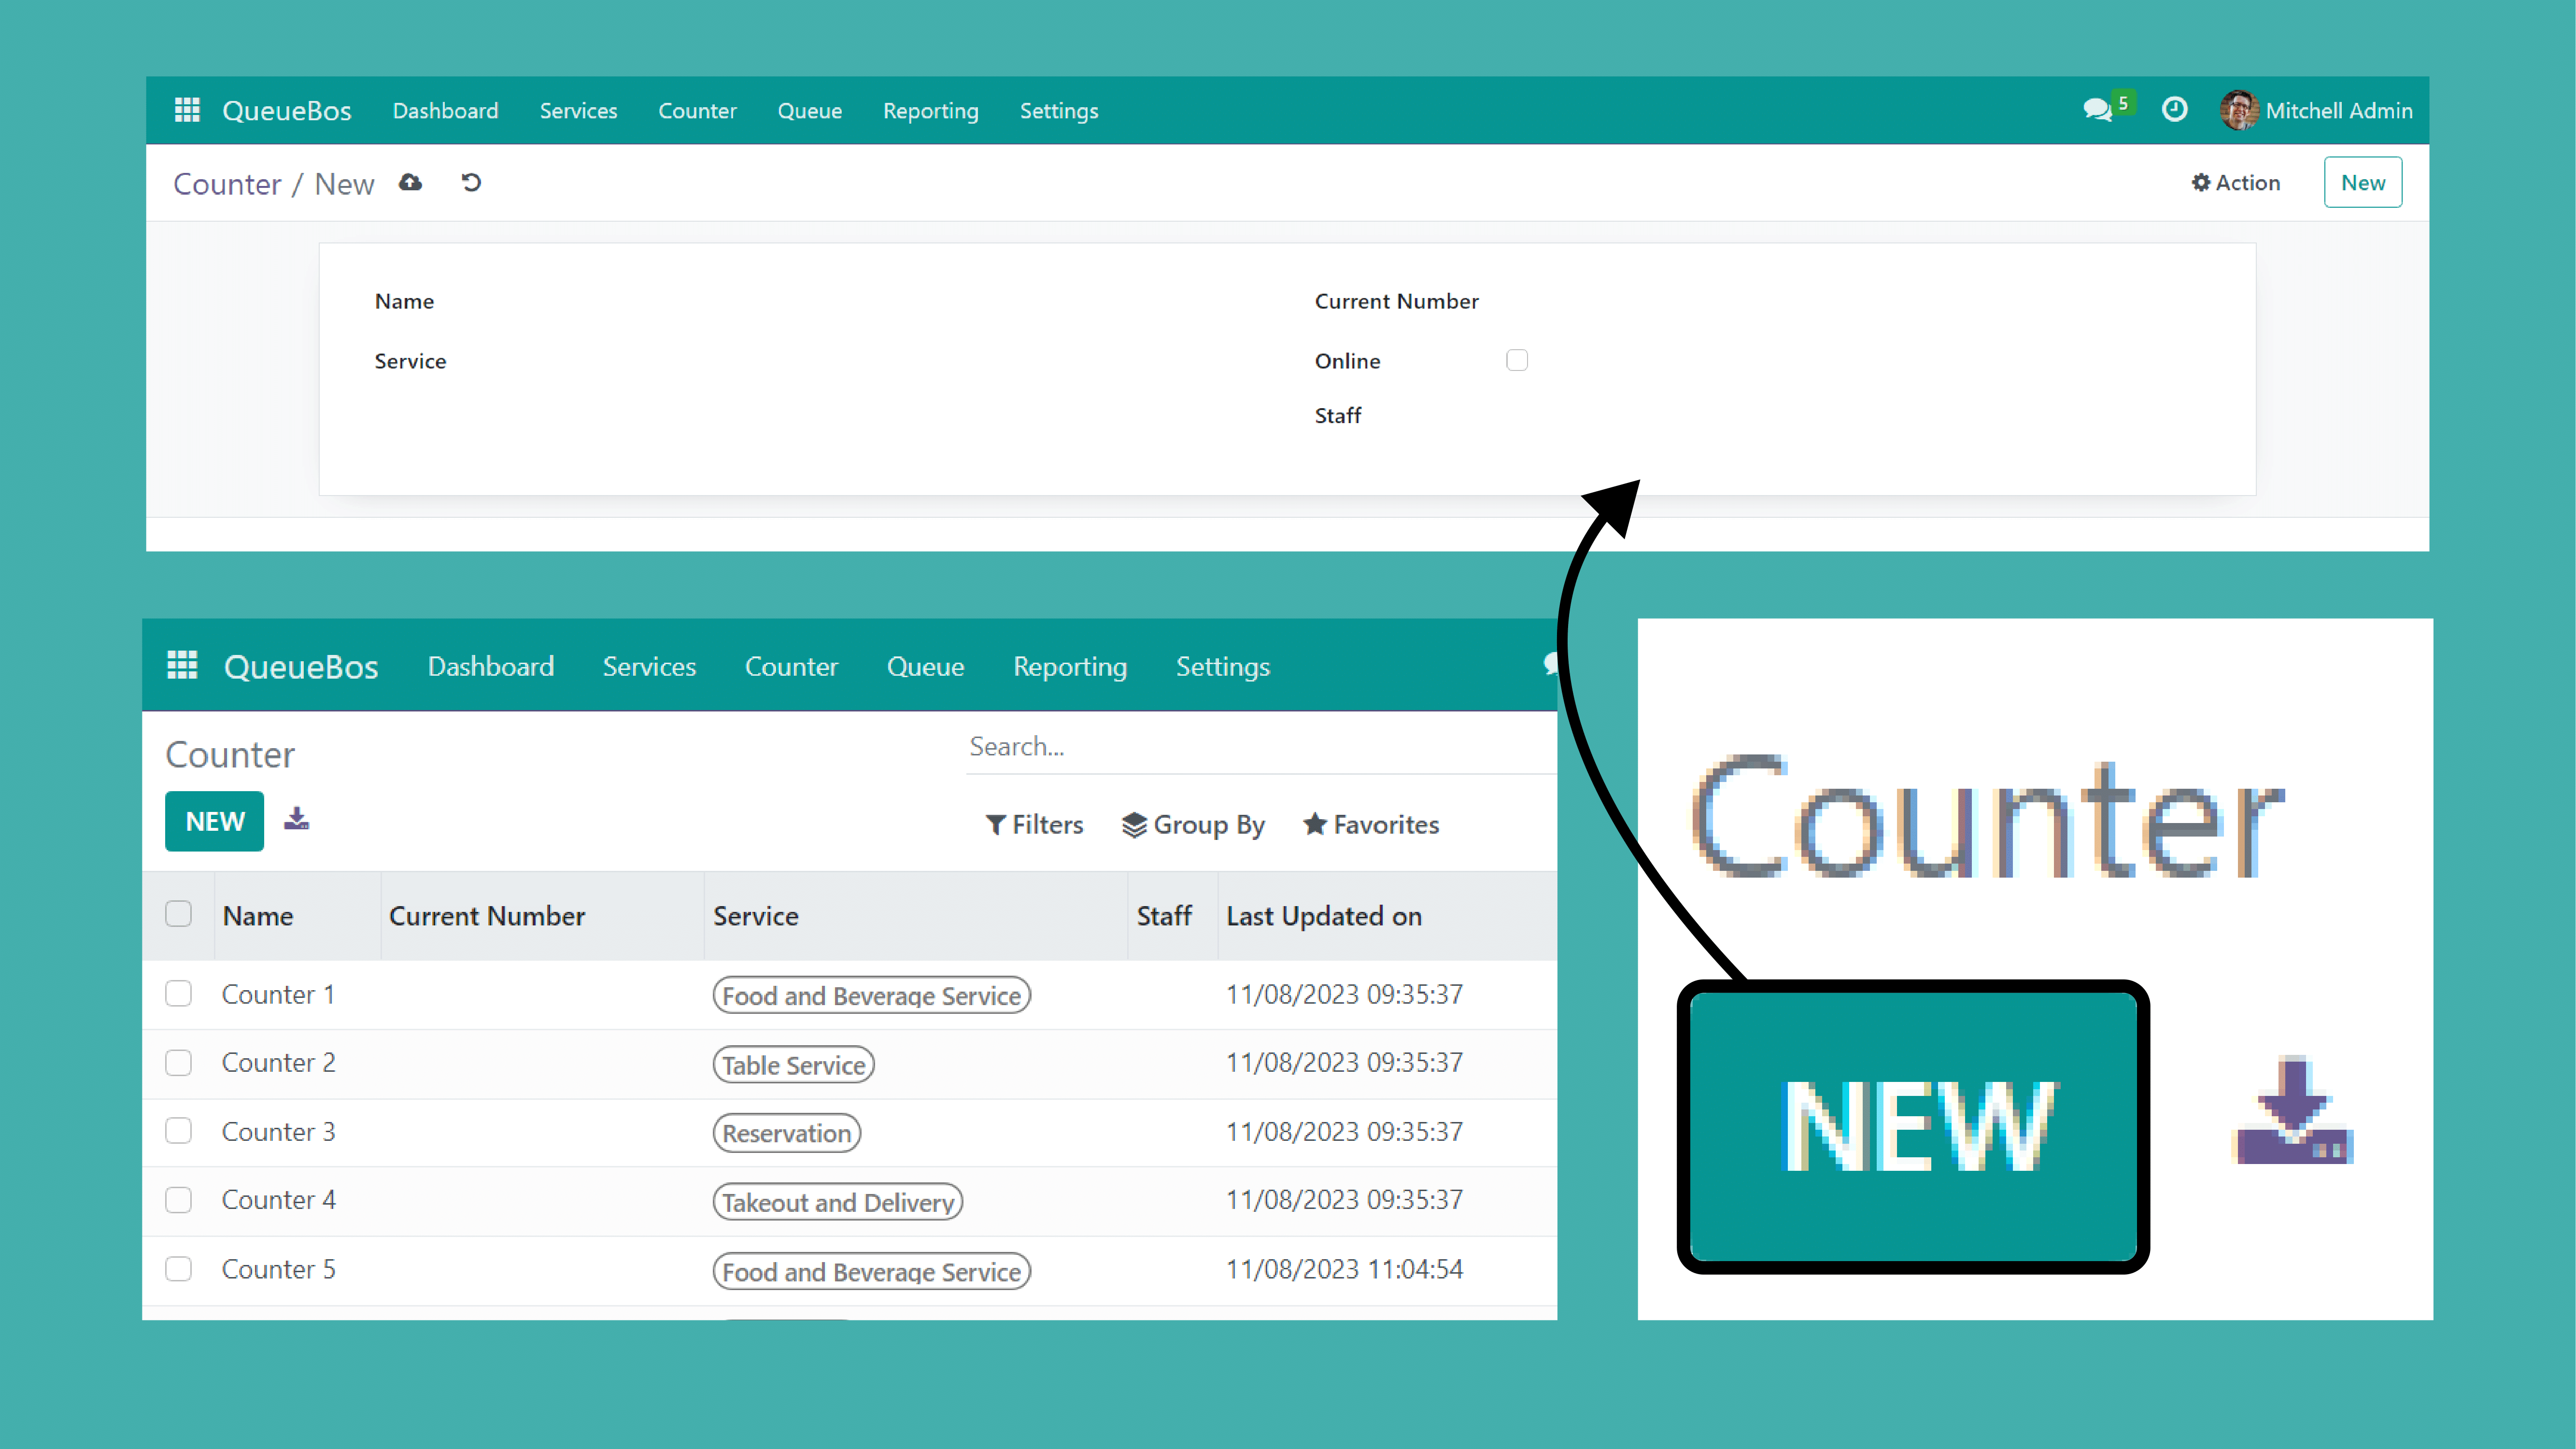 QueueBos Dashboard Services Counter Queue Reporting Settings 5 Mitchell Admin
Counter / New Action New
Name Current Number
Service Online
Staff
QueueBos Dashboard Services Counter Queue Reporting Settings
Counter Search...
NEW Filters Group By Favorites
Name Current Number Service Staff Last Updated on
Counter 1 Food and Beverage Service 11/08/2023 09:35:37
Counter 2 Table Service 11/08/2023 09:35:37
Counter 3 Reservation 11/08/2023 09:35:37
Counter 4 Takeout and Delivery 11/08/2023 09:35:37
Counter 5 Food and Beverage Service 11/08/2023 11:04:54
Counter
NEW